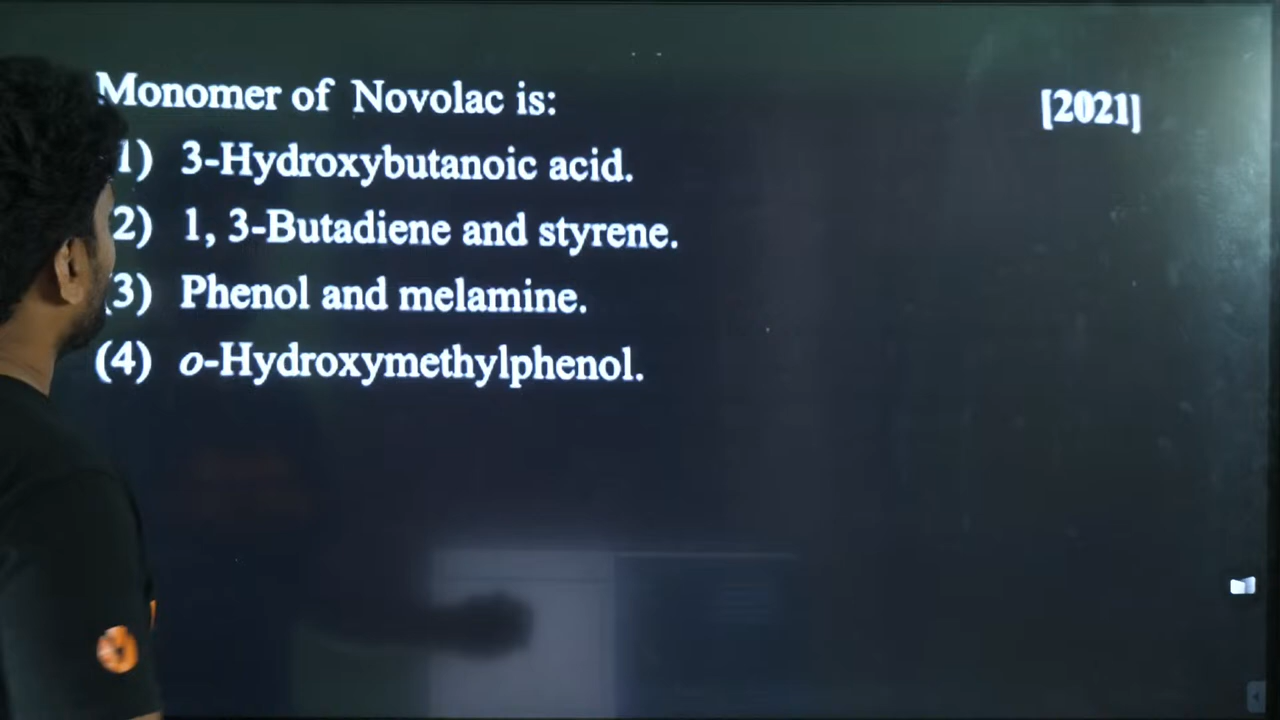 Monomer of Novolac is: [2021]
1) 3-Hydroxybutanoic acid.
2) 1, 3-Butadiene and styrene.
(3) Phenol and melamine.
(4) o-Hydroxymethylphenol.